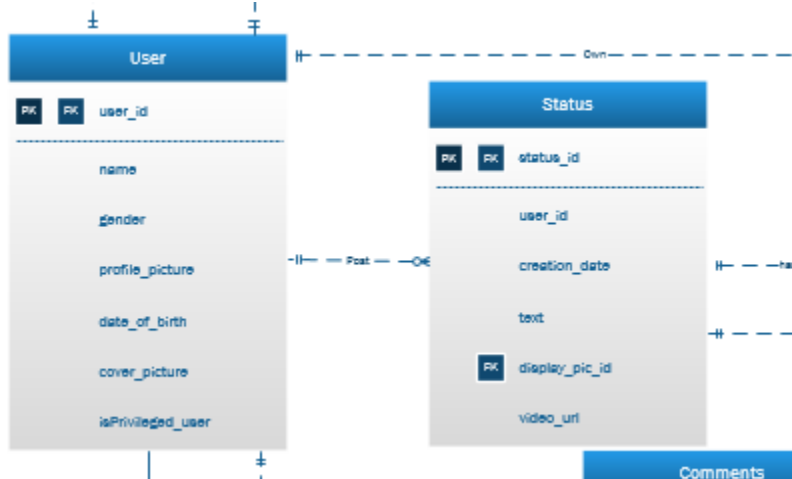 User
PK FK user_id
name
gender
profile_picture
date_of_birth
cover_picture
isPrivileged_user
Own
Post
Status
PK FK status_id
user_id
creation_date
text
FK display_pic_id
video_url
ha
Comments